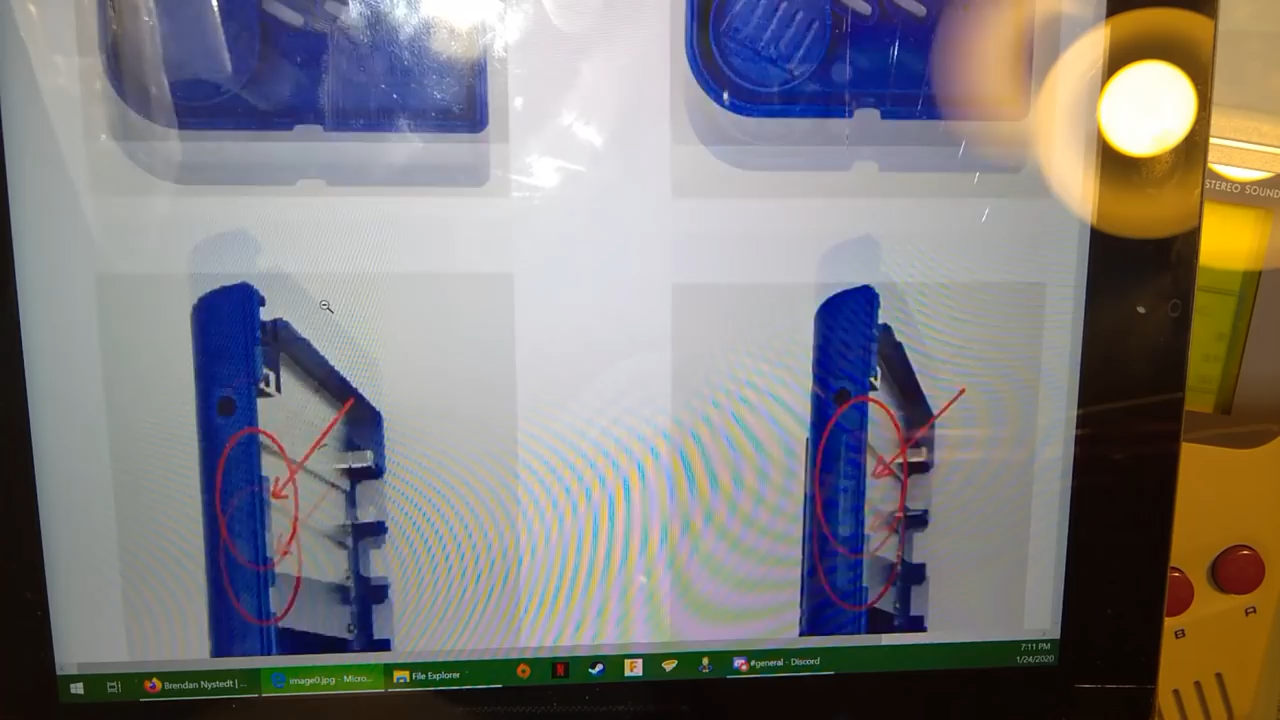 STEREO SOUND
B
A
7:11 PM
1/24/2020
Brendan Nystedt |...
image0.jpg - Micro...
File Explorer
N
F
#general - Discord